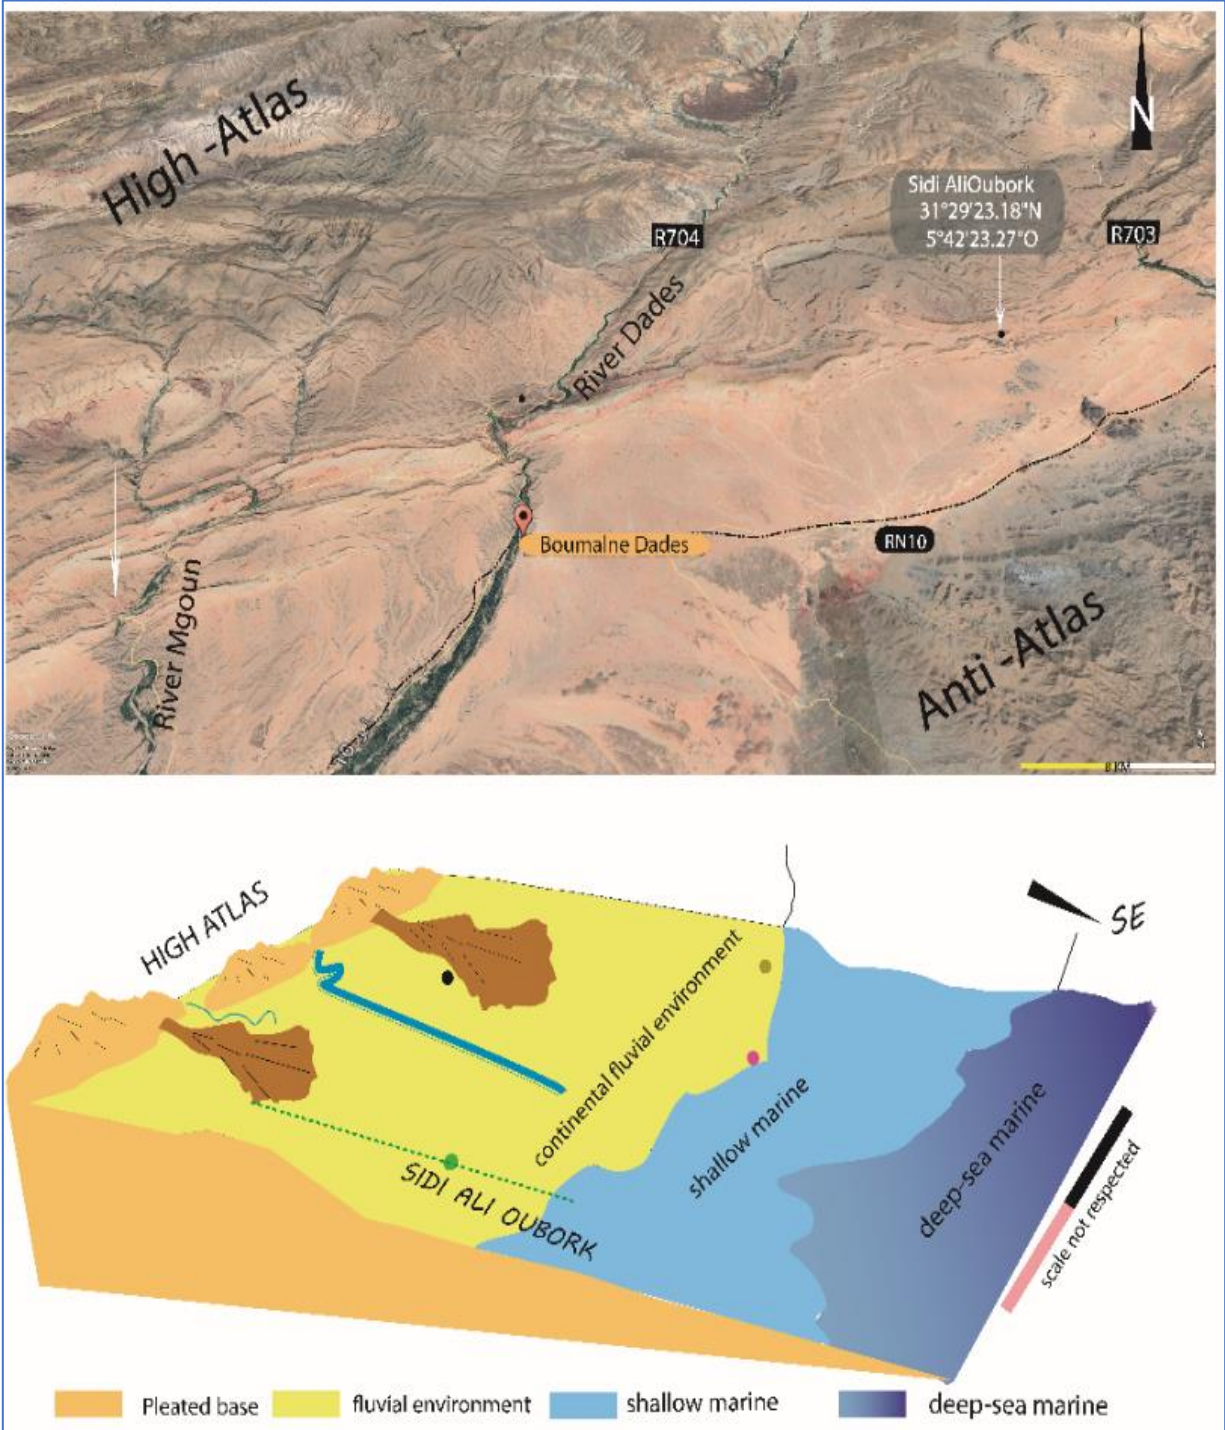 High -Atlas
N
Sidi AliOubork
31°29'23.18"N
5°42'23.27"O
R704
R703
River Dades
Boumalne Dades
RN10
River Mgoun
Anti -Atlas
8 KM
HIGH ATLAS
SE
continental fluvial environment
shallow marine
deep-sea marine
SIDI ALI OUBORK
scale not respected
Pleated base
fluvial environment
shallow marine
deep-sea marine